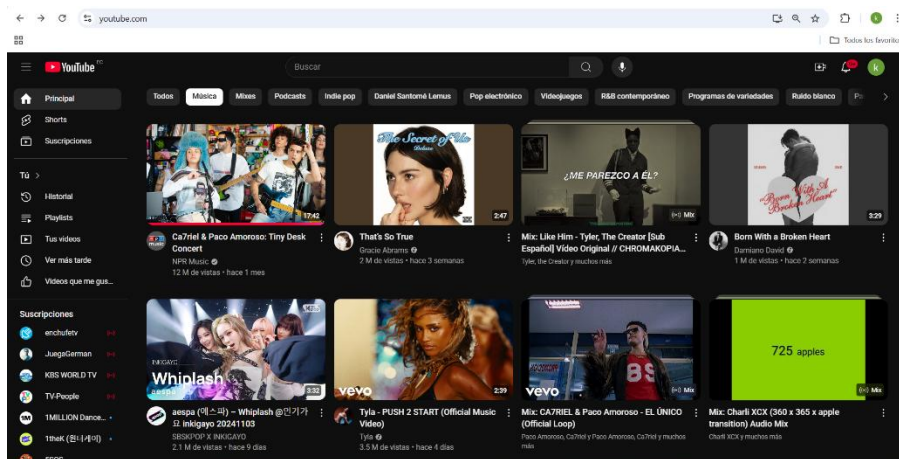 youtube.com
Todos los favorito
YouTube EC
Buscar
k
Principal
Shorts
Suscripciones
Tú
Historial
Playlists
Tus videos
Ver más tarde
Videos que me gus...
Suscripciones
enchufetv
JuegaGerman
KBS WORLD TV
TV-People
1MILLION Dance...
1theK (원더케이)
Todos
Música
Mixes
Podcasts
Indie pop
Daniel Santomé Lemus
Pop electrónico
Videojuegos
R&B contemporáneo
Programas de variedades
Ruido blanco
17:42
Ca7riel & Paco Amoroso: Tiny Desk
Concert
NPR Music
12 M de vistas • hace 1 mes
The Secret of Us
Deluxe
2:47
That's So True
Gracie Abrams
2 M de vistas • hace 3 semanas
¿ME PAREZCO A ÉL?
Mix
Mix: Like Him - Tyler, The Creator [Sub
Español] Vídeo Original // CHROMAKOPIA...
Tyler, the Creator y muchos más
"Born With A
Broken Heart"
3:29
Born With a Broken Heart
Damiano David
1 M de vistas • hace 2 semanas
INKIGAYO
Whiplash
aespa
3:32
aespa (에스파) – Whiplash @인기가
요 inkigayo 20241103
SBSKPOP X INKIGAYO
2.1 M de vistas • hace 9 días
vevo
2:39
Tyla - PUSH 2 START (Official Music
Video)
Tyla
3.5 M de vistas • hace 4 días
BS
vevo
Mix
Mix: CA7RIEL & Paco Amoroso - EL ÚNICO
(Official Loop)
Paco Amoroso, Ca7riel y Paco Amoroso, Ca7riel y muchos
más
725 apples
Mix
Mix: Charli XCX (360 x 365 x apple
transition) Audio Mix
Charli XCX y muchos más